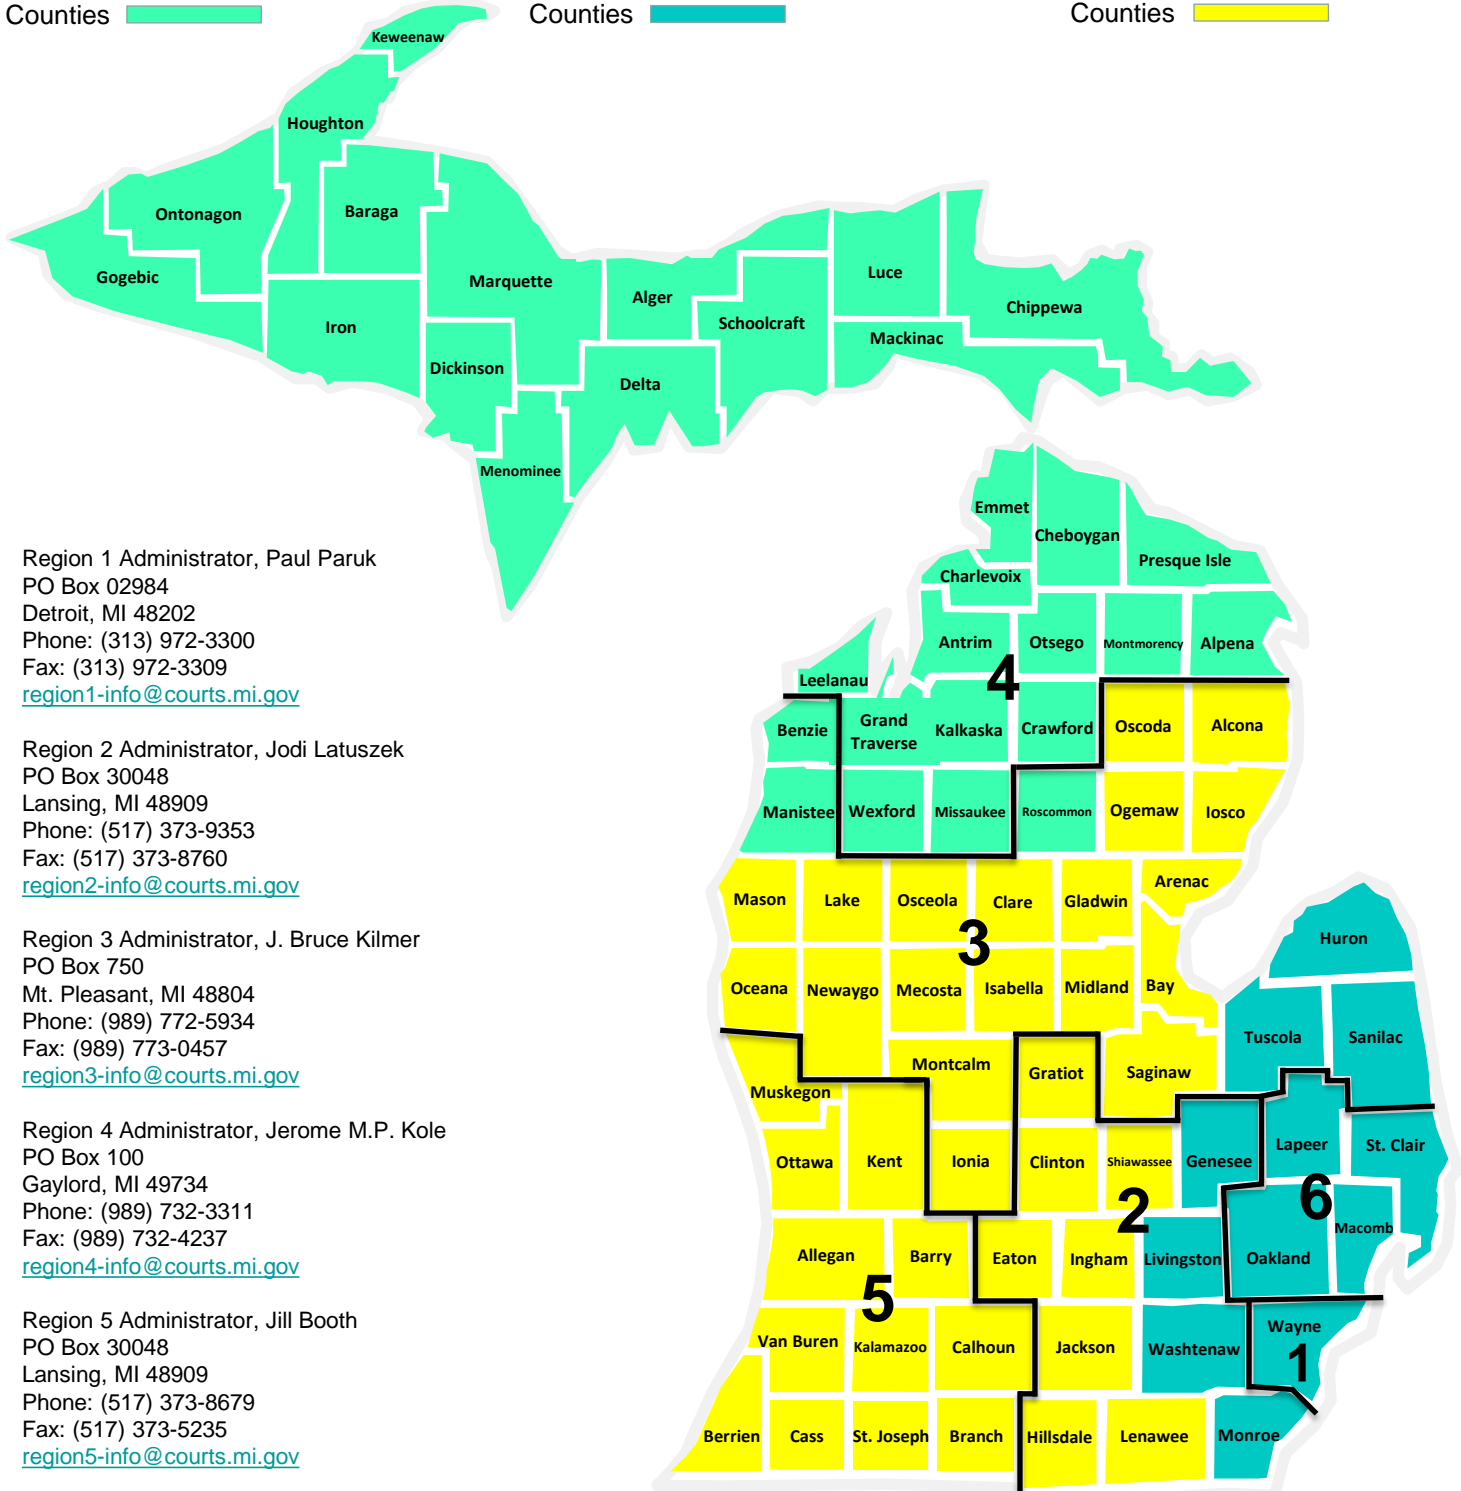 Counties
Counties
Counties
Keweenaw
Houghton
Ontonagon
Baraga
Gogebic
Marquette
Luce
Alger
Chippewa
Iron
Schoolcraft
Mackinac
Dickinson
Delta
Menominee
Emmet
Cheboygan
Presque Isle
Charlevoix
Antrim
Otsego
Montmorency
Alpena
4
Leelanau
Benzie
Grand
Traverse
Kalkaska
Crawford
Oscoda
Alcona
Manistee
Wexford
Missaukee
Roscommon
Ogemaw
Iosco
Mason
Lake
Osceola
Clare
Gladwin
Arenac
3
Huron
Oceana
Newaygo
Mecosta
Isabella
Midland
Bay
Tuscola
Sanilac
Montcalm
Gratiot
Saginaw
Muskegon
Ottawa
Kent
Ionia
Clinton
Shiawassee
Genesee
Lapeer
St. Clair
2
6
Macomb
Allegan
Barry
Eaton
Ingham
Livingston
Oakland
5
Van Buren
Kalamazoo
Calhoun
Jackson
Washtenaw
Wayne
1
Berrien
Cass
St. Joseph
Branch
Hillsdale
Lenawee
Monroe
Region 1 Administrator, Paul Paruk
PO Box 02984
Detroit, MI 48202
Phone: (313) 972-3300
Fax: (313) 972-3309
region1-info@courts.mi.gov
Region 2 Administrator, Jodi Latuszek
PO Box 30048
Lansing, MI 48909
Phone: (517) 373-9353
Fax: (517) 373-8760
region2-info@courts.mi.gov
Region 3 Administrator, J. Bruce Kilmer
PO Box 750
Mt. Pleasant, MI 48804
Phone: (989) 772-5934
Fax: (989) 773-0457
region3-info@courts.mi.gov
Region 4 Administrator, Jerome M.P. Kole
PO Box 100
Gaylord, MI 49734
Phone: (989) 732-3311
Fax: (989) 732-4237
region4-info@courts.mi.gov
Region 5 Administrator, Jill Booth
PO Box 30048
Lansing, MI 48909
Phone: (517) 373-8679
Fax: (517) 373-5235
region5-info@courts.mi.gov